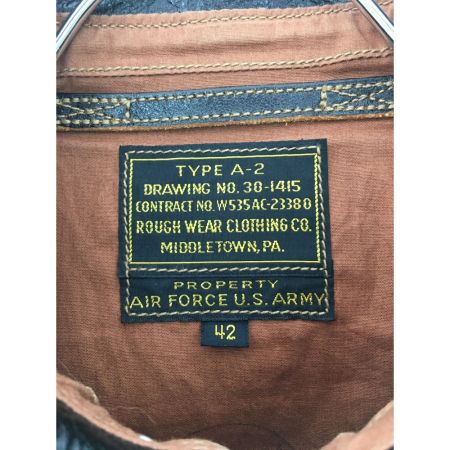 TYPE A-2
DRAWING NO. 30-1415
CONTRACT NO. W535AC-23380
ROUGH WEAR CLOTHING CO.
MIDDLETOWN, PA.
PROPERTY
AIR FORCE U.S. ARMY
42